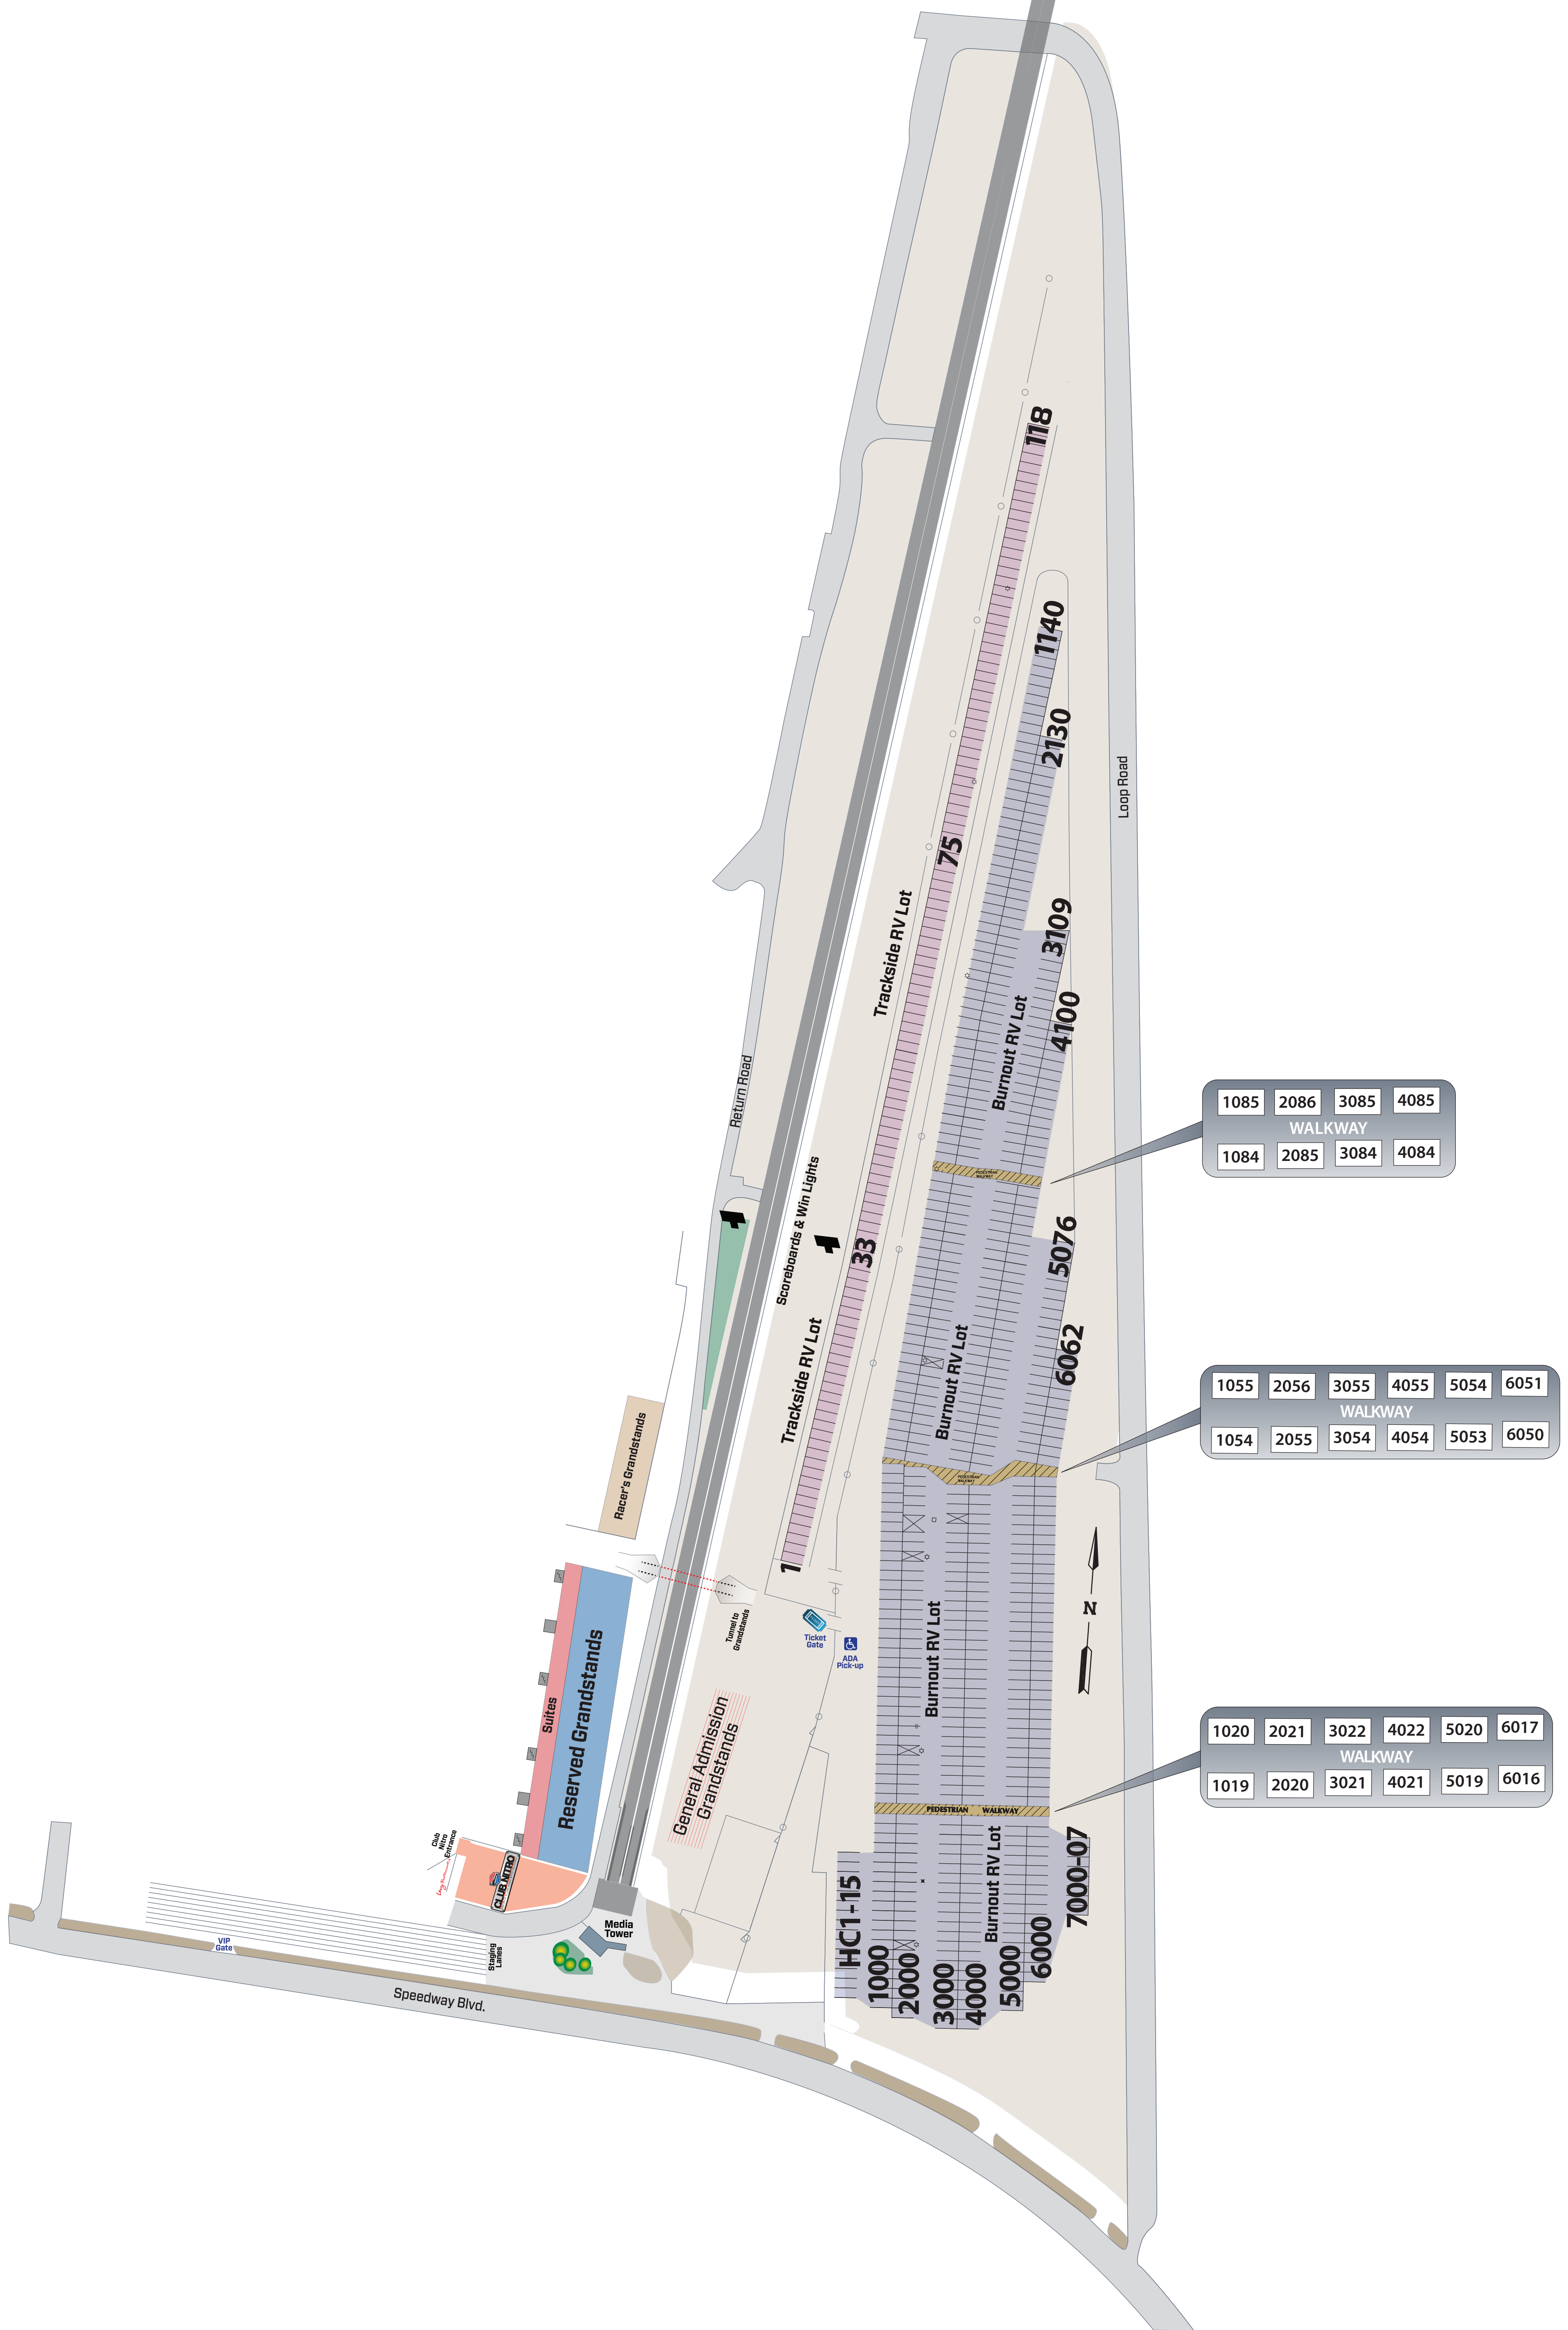 118
1140
2130
Loop Road
75
3109
Trackside RV Lot
4100
Burnout RV Lot
Return Road
1085 2086 3085 4085
WALKWAY
1084 2085 3084 4084
PEDESTRIAN
WALKWAY
Scoreboards & Win Lights
33
5076
6062
Trackside RV Lot
Burnout RV Lot
1055 2056 3055 4055 5054 6051
WALKWAY
1054 2055 3054 4054 5053 6050
PEDESTRIAN
WALKWAY
Racer's Grandstands
1
N
Tunnel to
Grandstands
Ticket
Gate
ADA
Pick-up
Burnout RV Lot
Suites
Reserved Grandstands
General Admission
Grandstands
1020 2021 3022 4022 5020 6017
WALKWAY
1019 2020 3021 4021 5019 6016
PEDESTRIAN WALKWAY
Club
Nitro
Entrance
CLUB NITRO
Burnout RV Lot
7000-07
HC1-15
Media
Tower
VIP
Gate
Staging
Lanes
Speedway Blvd.
1000
2000
3000
4000
5000
6000